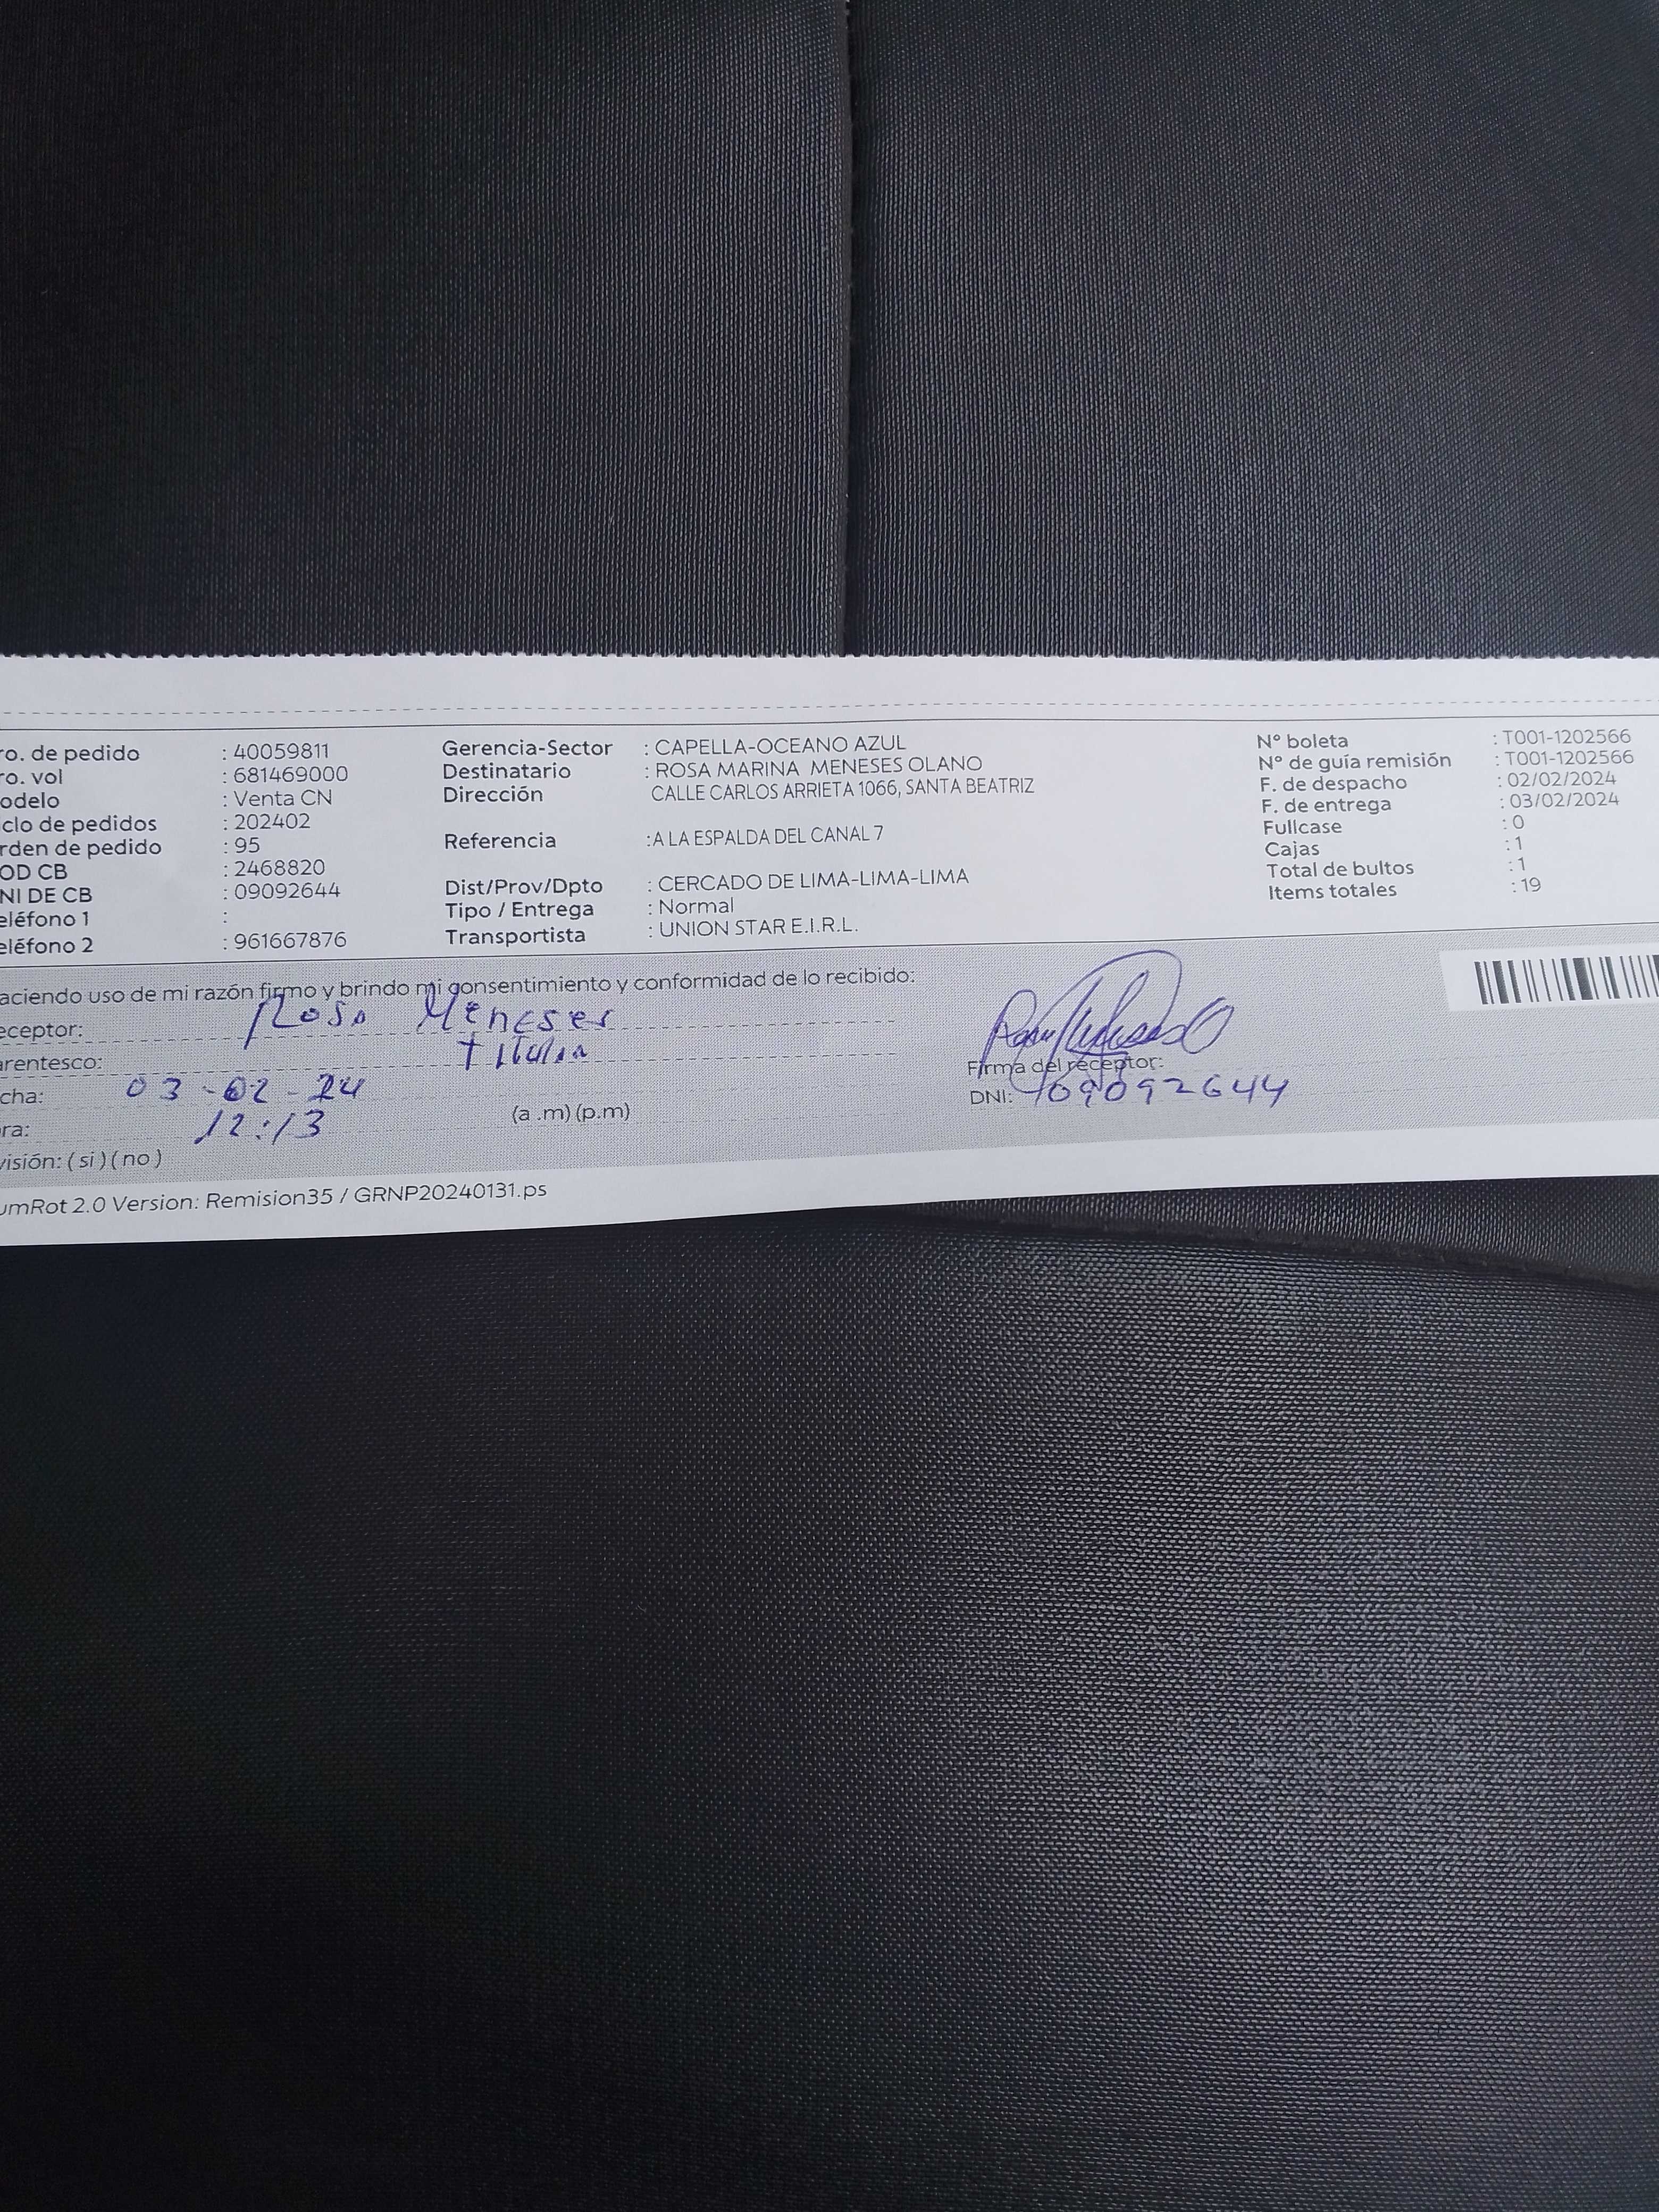 ro. de pedido : 40059811 Gerencia-Sector : CAPELLA-OCEANO AZUL N° boleta : T001-1202566
ro. vol : 681469000 Destinatario : ROSA MARINA MENESES OLANO N° de guía remisión : T001-1202566
odelo : Venta CN Dirección CALLE CARLOS ARRIETA 1066, SANTA BEATRIZ F. de despacho : 02/02/2024
clo de pedidos : 202402 F. de entrega : 03/02/2024
rden de pedido : 95 Referencia :A LA ESPALDA DEL CANAL 7 Fullcase : 0
OD CB : 2468820 Cajas : 1
NI DE CB : 09092644 Dist/Prov/Dpto : CERCADO DE LIMA-LIMA-LIMA Total de bultos : 1
eléfono 1 : Tipo / Entrega : Normal Items totales : 19
eléfono 2 : 961667876 Transportista : UNION STAR E.I.R.L.
aciendo uso de mi razón firmo y brindo mi consentimiento y conformidad de lo recibido:
eceptor: Rosa Meneses
arentesco: titular Firma del receptor:
cha: 03-02-24 DNI: 09092644
ra: 12:13 (a .m) (p.m)
visión: ( si ) ( no )
umRot 2.0 Version: Remision35 / GRNP20240131.ps